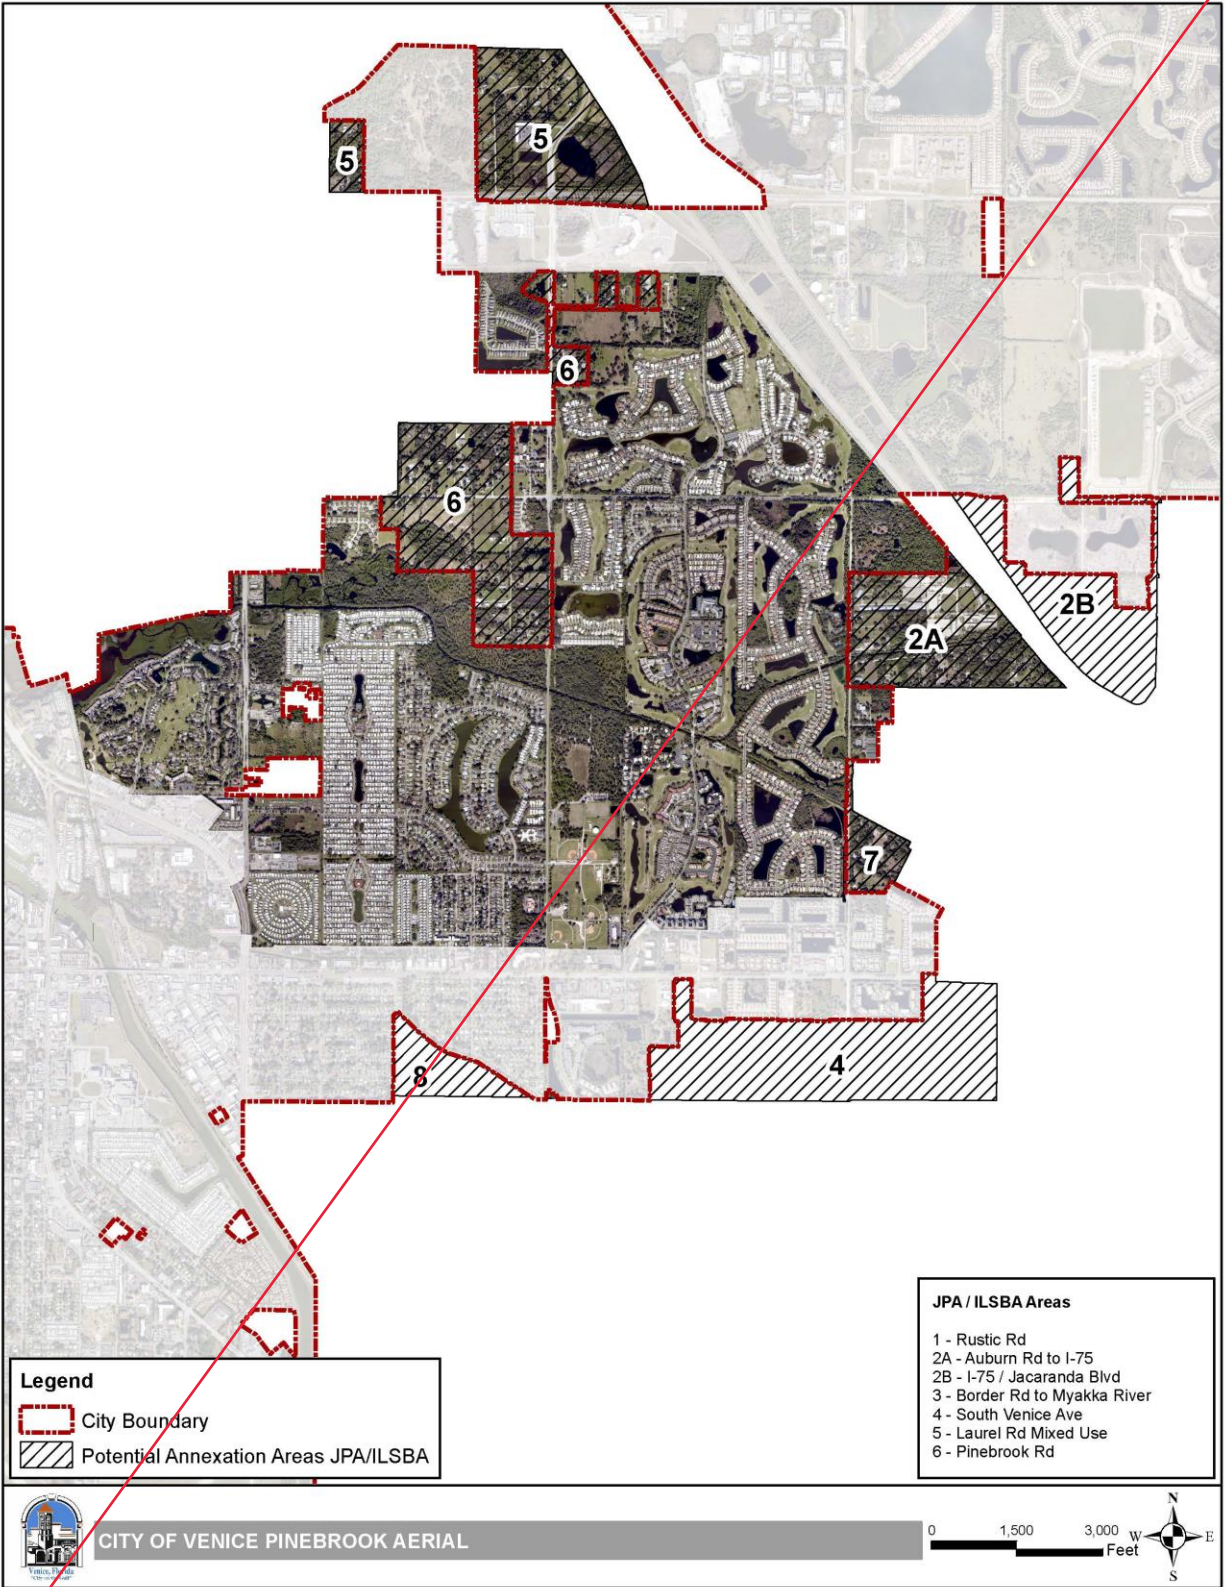 5
5
6
6
2B
2A
7
4
8
JPA / ILSBA Areas
1 - Rustic Rd
2A - Auburn Rd to I-75
2B - I-75 / Jacaranda Blvd
3 - Border Rd to Myakka River
4 - South Venice Ave
5 - Laurel Rd Mixed Use
6 - Pinebrook Rd
Legend
City Boundary
Potential Annexation Areas JPA/ILSBA
Venice, Florida
CITY OF VENICE PINEBROOK AERIAL
0 1,500 3,000
Feet
N
W E
S